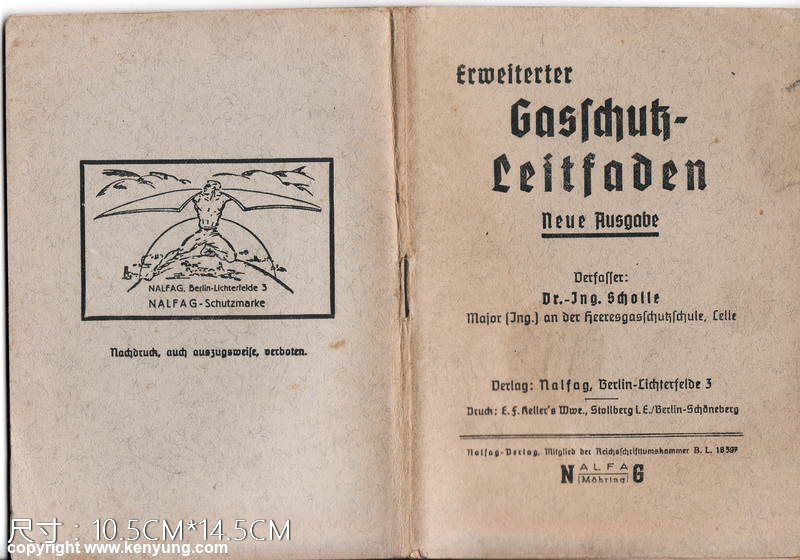 NALFAG, Berlin-Lichterfelde 3
NALFAG-Schutzmarke
Nachdruck, auch auszugsweise, verboten.
Erweiterter
Gasschutz-
Leitfaden
Neue Ausgabe
Verfasser:
Dr.-Ing. Scholle
Major (Ing.) an der Heeresgasschutzschule, Celle
Verlag: Nalfag, Berlin-Lichterfelde 3
Druck: E. F. Keller's Wwe., Stollberg i. E./Berlin-Schöneberg
Nalfag-Verlag, Mitglied der Reichsschrifttumskammer B. L. 18597
NALFAG
(Möhring)
尺寸：10.5CM*14.5CM
copyright www.kenyung.com